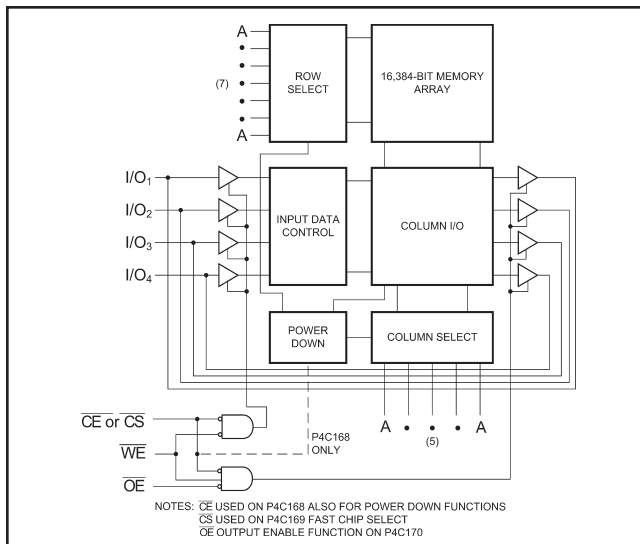 A
(7)
A
ROW
SELECT
16,384-BIT MEMORY
ARRAY
I/O1
I/O2
I/O3
I/O4
INPUT DATA
CONTROL
COLUMN I/O
POWER
DOWN
COLUMN SELECT
A
A
(5)
P4C168
ONLY
CE or CS
WE
OE
NOTES: CE USED ON P4C168 ALSO FOR POWER DOWN FUNCTIONS
CS USED ON P4C169 FAST CHIP SELECT
OE OUTPUT ENABLE FUNCTION ON P4C170